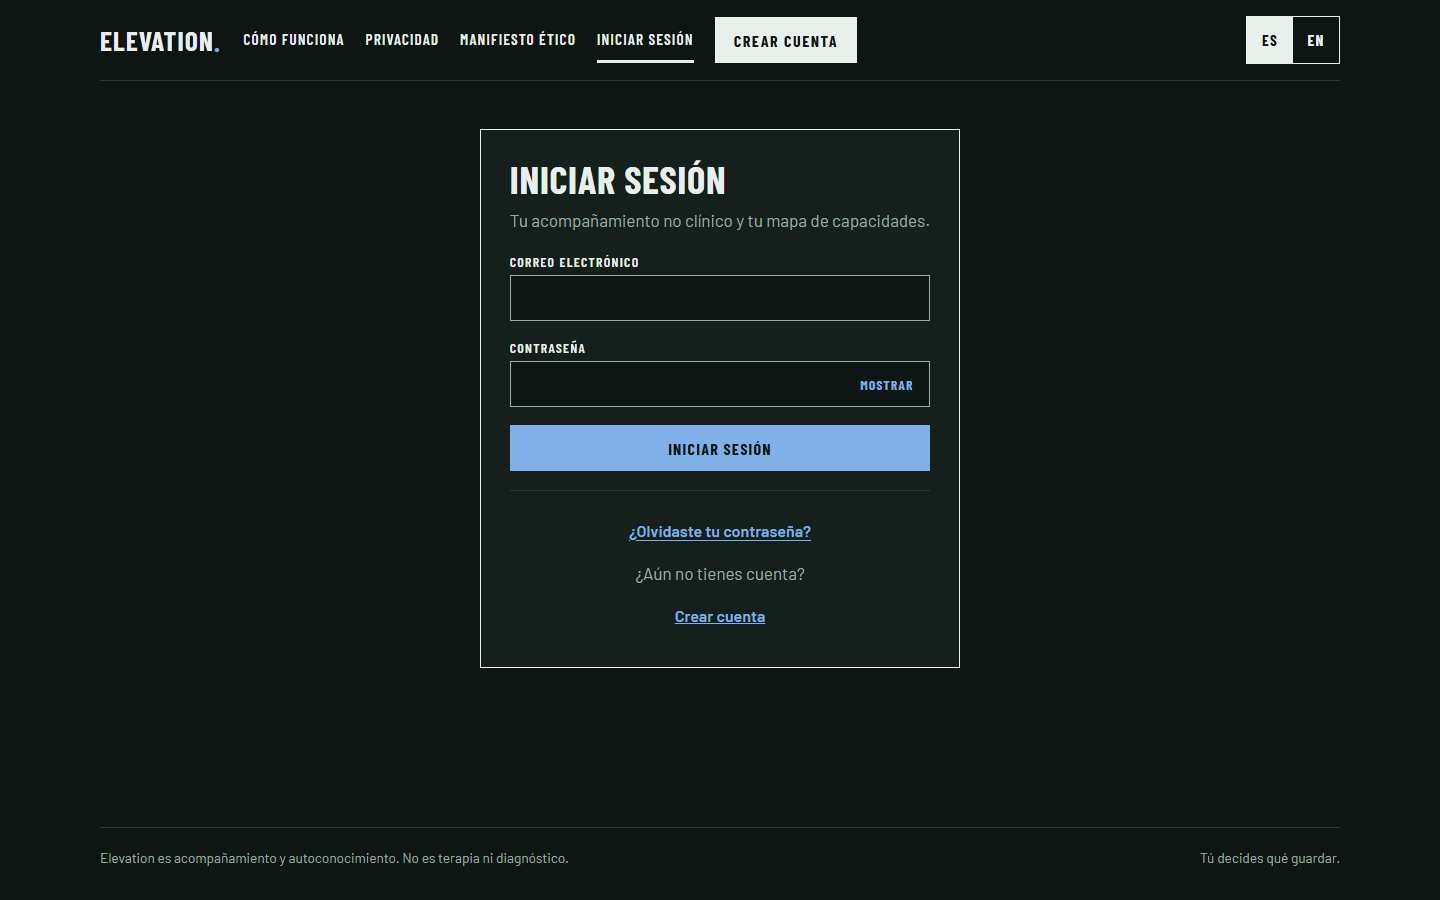 ELEVATION.
CÓMO FUNCIONA
PRIVACIDAD
MANIFIESTO ÉTICO
INICIAR SESIÓN
CREAR CUENTA
ES
EN
INICIAR SESIÓN
Tu acompañamiento no clínico y tu mapa de capacidades.
CORREO ELECTRÓNICO
CONTRASEÑA
MOSTRAR
INICIAR SESIÓN
¿Olvidaste tu contraseña?
¿Aún no tienes cuenta?
Crear cuenta
Elevation es acompañamiento y autoconocimiento. No es terapia ni diagnóstico.
Tú decides qué guardar.